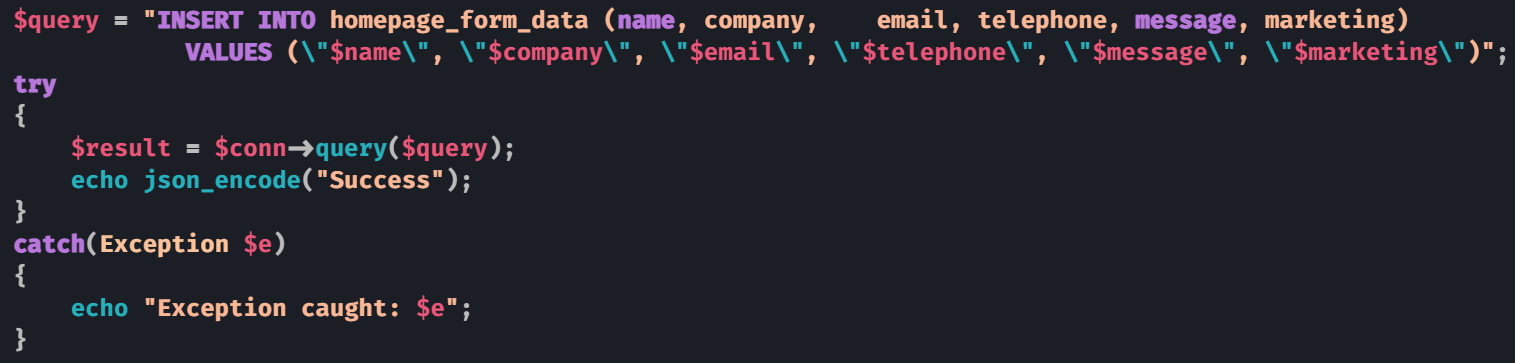 $query = "INSERT INTO homepage_form_data (name, company,    email, telephone, message, marketing)
            VALUES (\"$name\", \"$company\", \"$email\", \"$telephone\", \"$message\", \"$marketing\")";
try
{
    $result = $conn->query($query);
    echo json_encode("Success");
}
catch(Exception $e)
{
    echo "Exception caught: $e";
}